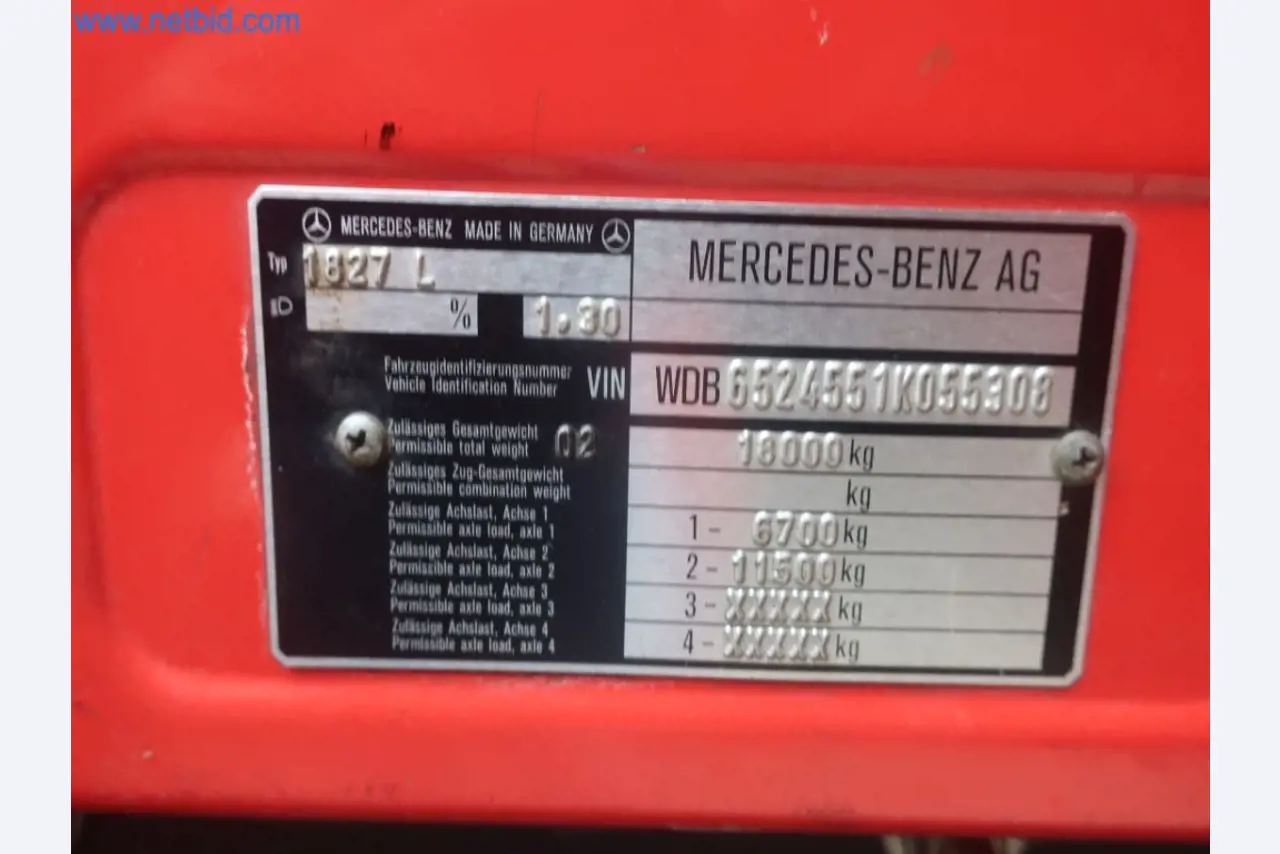 www.netbid.com
MERCEDES-BENZ MADE IN GERMANY
MERCEDES-BENZ AG
Typ 1827 L
% 1.30
Fahrzeugidentifizierungsnummer
Vehicle Identification Number
VIN WDB 6524551K055308
Zulässiges Gesamtgewicht
Permissible total weight
02 18000 kg
Zulässiges Zug-Gesamtgewicht
Permissible combination weight
kg
Zulässige Achslast, Achse 1
Permissible axle load, axle 1
1- 6700 kg
Zulässige Achslast, Achse 2
Permissible axle load, axle 2
2- 11500 kg
Zulässige Achslast, Achse 3
Permissible axle load, axle 3
3- XXXXX kg
Zulässige Achslast, Achse 4
Permissible axle load, axle 4
4- XXXXX kg